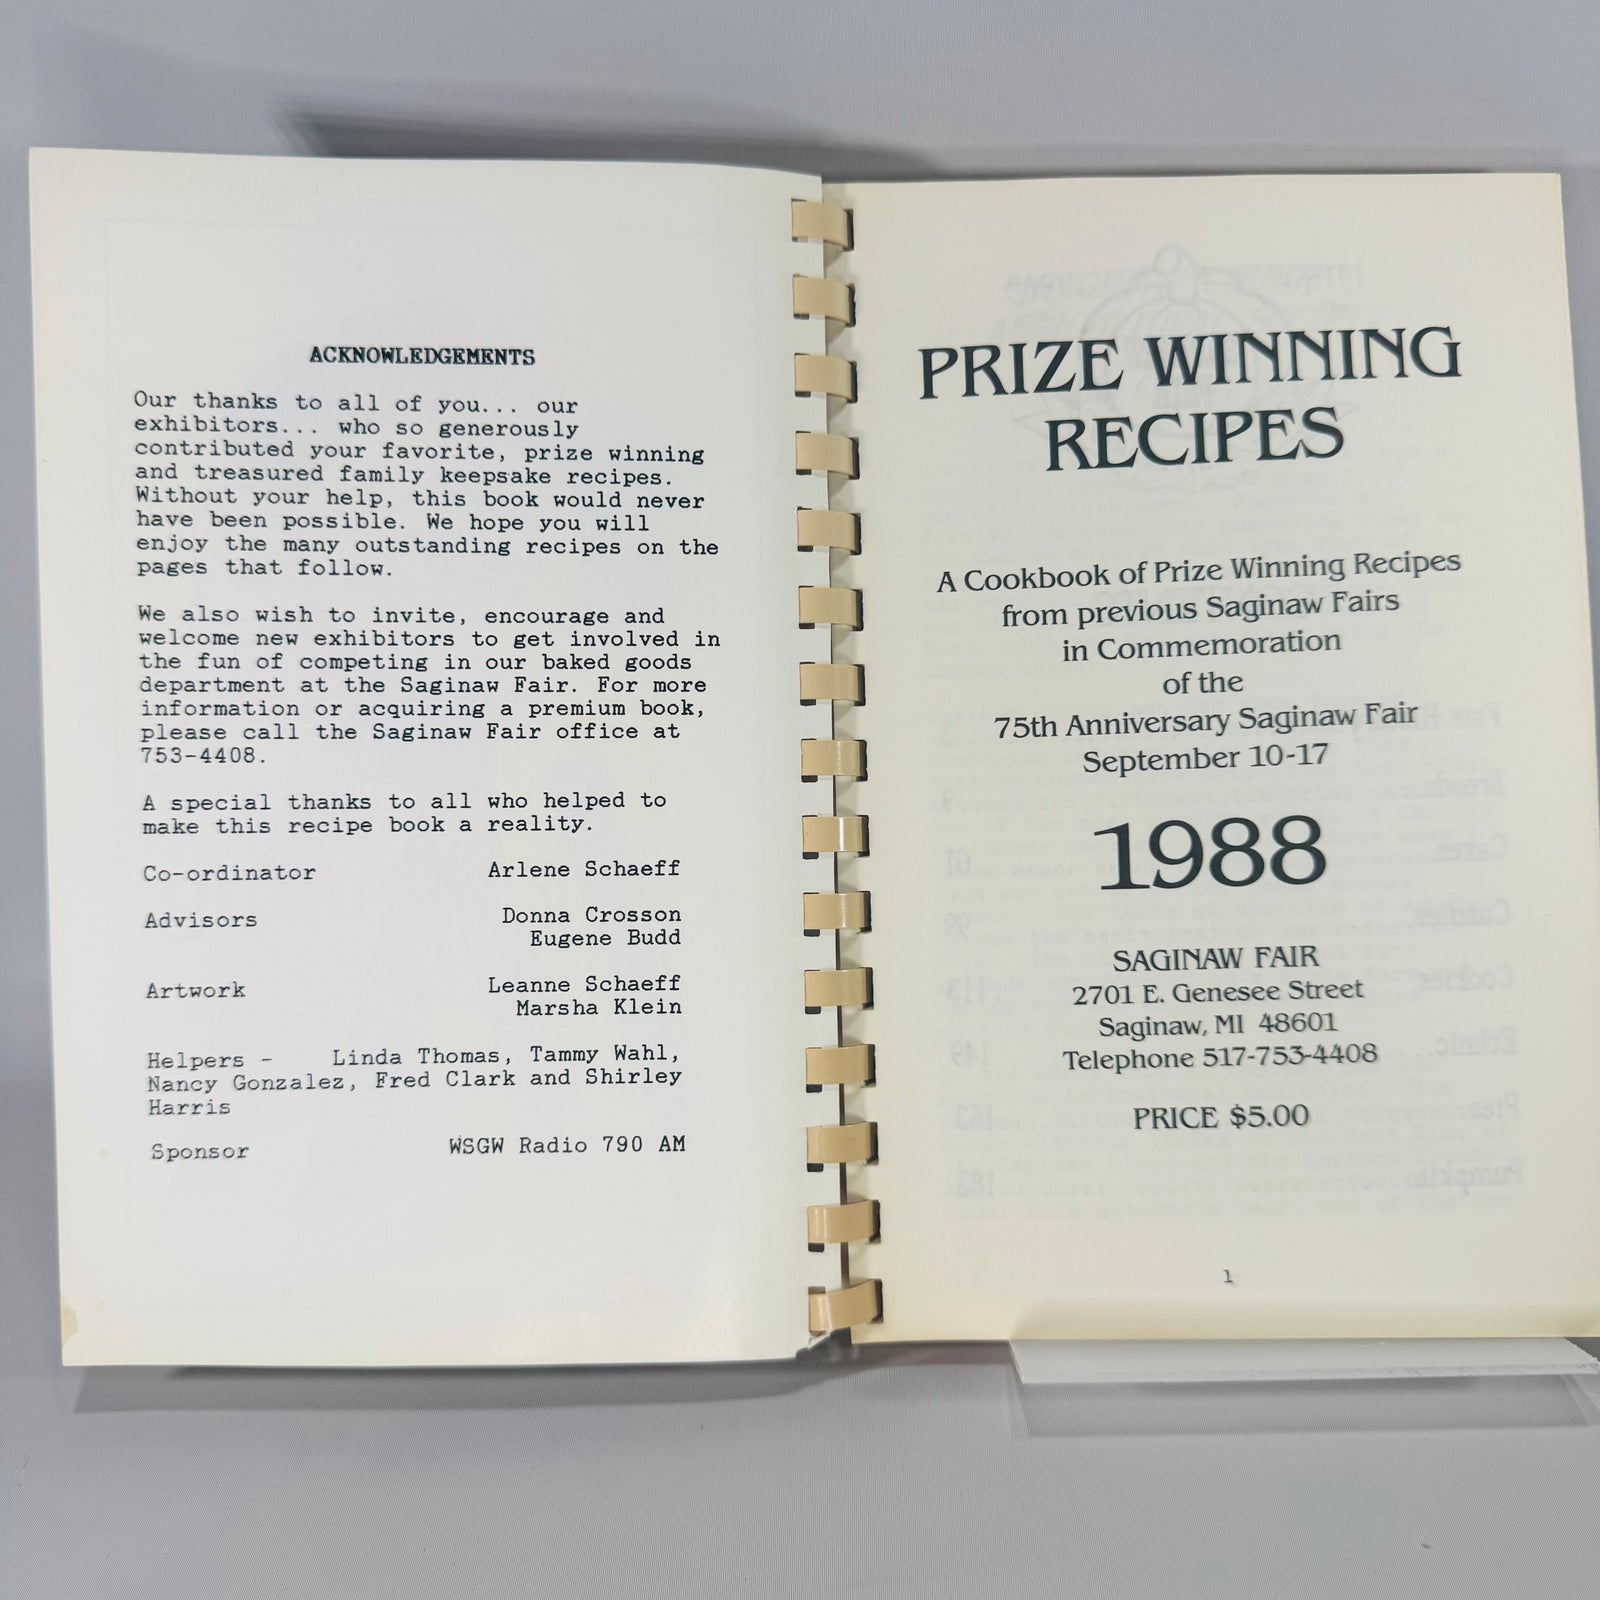 ACKNOWLEDGEMENTS
Our thanks to all of you... our
exhibitors... who so generously
contributed your favorite, prize winning
and treasured family keepsake recipes.
Without your help, this book would never
have been possible. We hope you will
enjoy the many outstanding recipes on the
pages that follow.
We also wish to invite, encourage and
welcome new exhibitors to get involved in
the fun of competing in our baked goods
department at the Saginaw Fair. For more
information or acquiring a premium book,
please call the Saginaw Fair office at
753-4408.
A special thanks to all who helped to
make this recipe book a reality.
Co-ordinator Arlene Schaeff
Advisors Donna Crosson
Eugene Budd
Artwork Leanne Schaeff
Marsha Klein
Helpers - Linda Thomas, Tammy Wahl,
Nancy Gonzalez, Fred Clark and Shirley
Harris
Sponsor WSGW Radio 790 AM
PRIZE WINNING
RECIPES
A Cookbook of Prize Winning Recipes
from previous Saginaw Fairs
in Commemoration
of the
75th Anniversary Saginaw Fair
September 10-17
1988
SAGINAW FAIR
2701 E. Genesee Street
Saginaw, MI 48601
Telephone 517-753-4408
PRICE $5.00
1